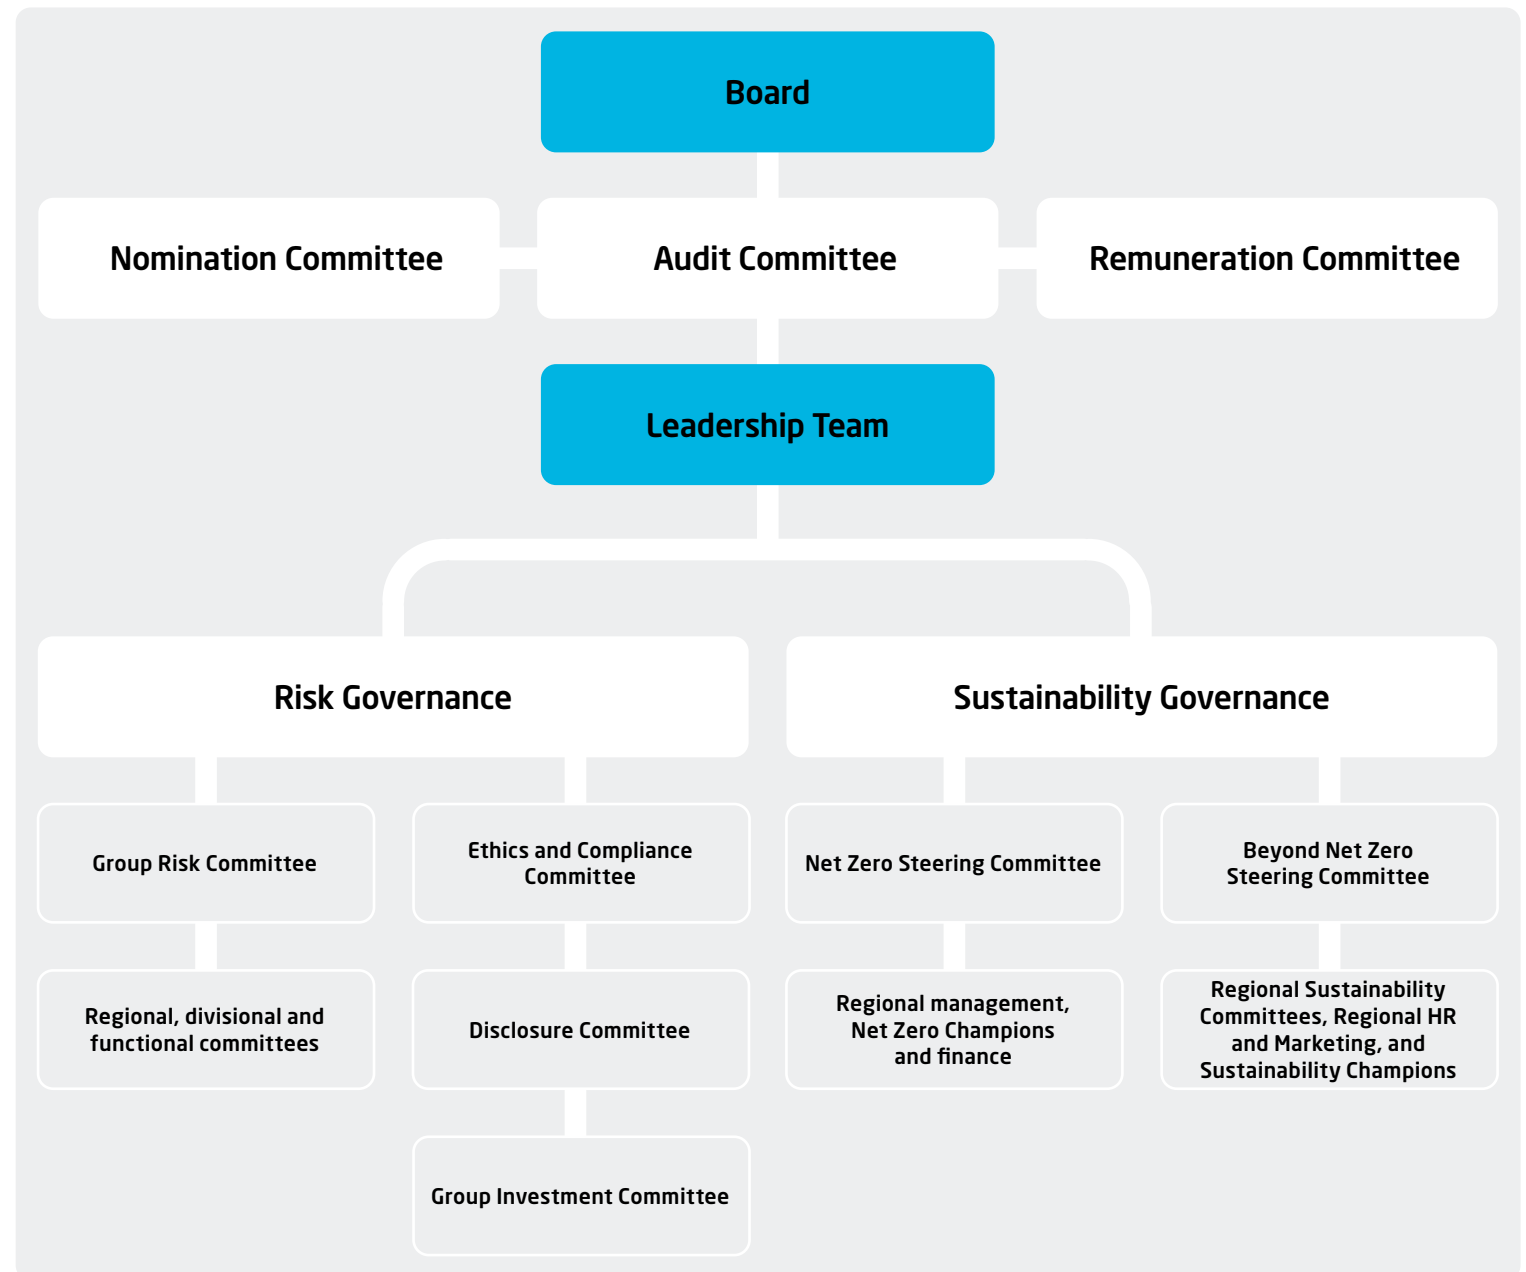 Board
Nomination Committee
Audit Committee
Remuneration Committee
Leadership Team
Risk Governance
Sustainability Governance
Group Risk Committee
Ethics and Compliance
Committee
Net Zero Steering Committee
Beyond Net Zero
Steering Committee
Regional, divisional and
functional committees
Disclosure Committee
Regional management,
Net Zero Champions
and finance
Regional Sustainability
Committees, Regional HR
and Marketing, and
Sustainability Champions
Group Investment Committee